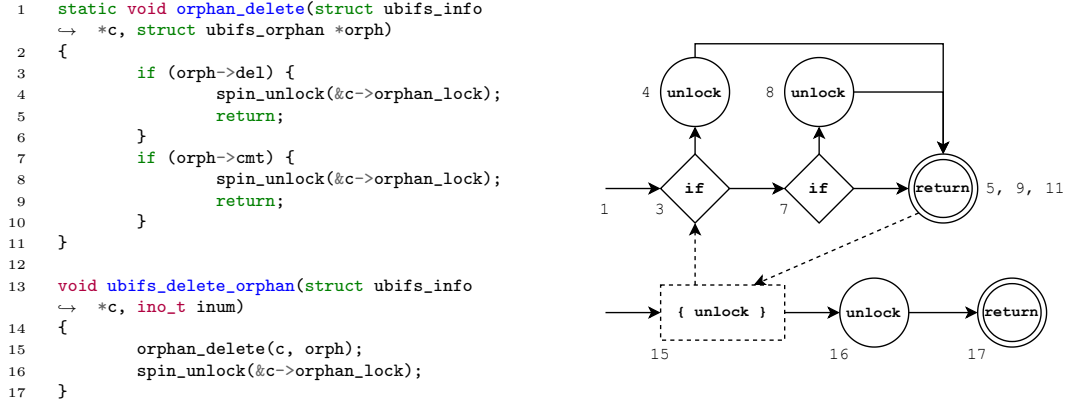 1 static void orphan_delete(struct ubifs_info
↪ *c, struct ubifs_orphan *orph)
2 {
3 if (orph->del) {
4 spin_unlock(&c->orphan_lock);
5 return;
6 }
7 if (orph->cmt) {
8 spin_unlock(&c->orphan_lock);
9 return;
10 }
11 }
12
13 void ubifs_delete_orphan(struct ubifs_info
↪ *c, ino_t inum)
14 {
15 orphan_delete(c, orph);
16 spin_unlock(&c->orphan_lock);
17 }
4 unlock 8 unlock
if if return 5, 9, 11
1 3 7
{ unlock } unlock return
15 16 17